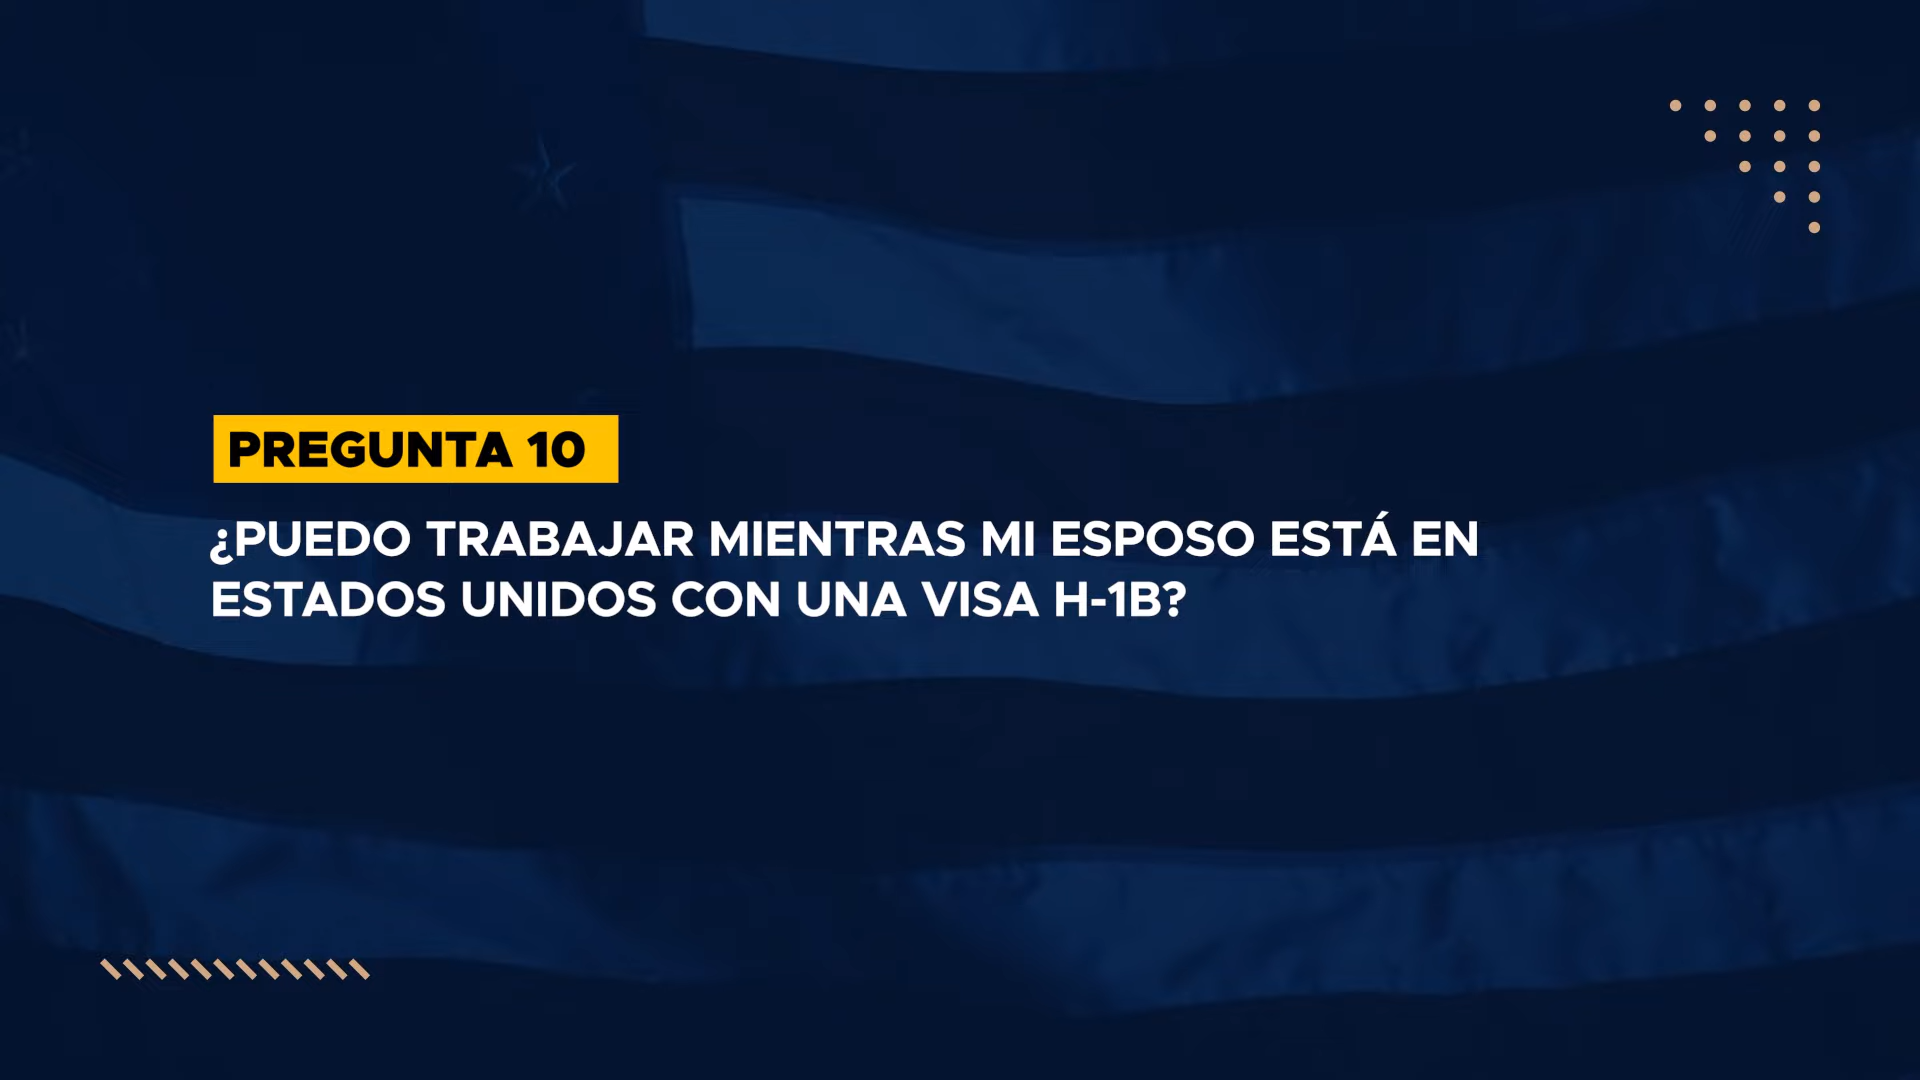 PREGUNTA 10
¿PUEDO TRABAJAR MIENTRAS MI ESPOSO ESTÁ EN
ESTADOS UNIDOS CON UNA VISA H-1B?